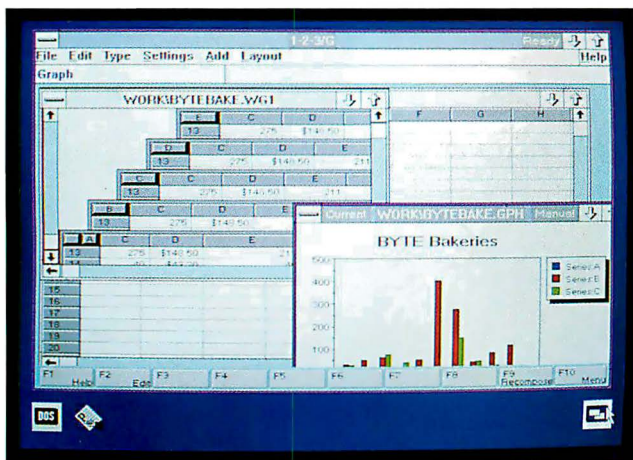 1-2-3/G Ready
File Edit Type Settings Add Layout Help
Graph
WORK\BYTEBAKE.WG1
F G H
E C D
13 275 $148.50
D C D E
13 275 $148.50 211
C C D E
13 275 $148.50 211
B C D E
13 275 $148.50
A C D E
13 275 $148.50 211
Current WORK\BYTEBAKE.GPH Manual
BYTE Bakeries
500
400
300
200
100
Series:A
Series:B
Series:C
15
16
17
18
19
20
F1 Help F2 Edit F3 F4 F5 F6 F7 F8 F9 Recompose F10 Menu
DOS